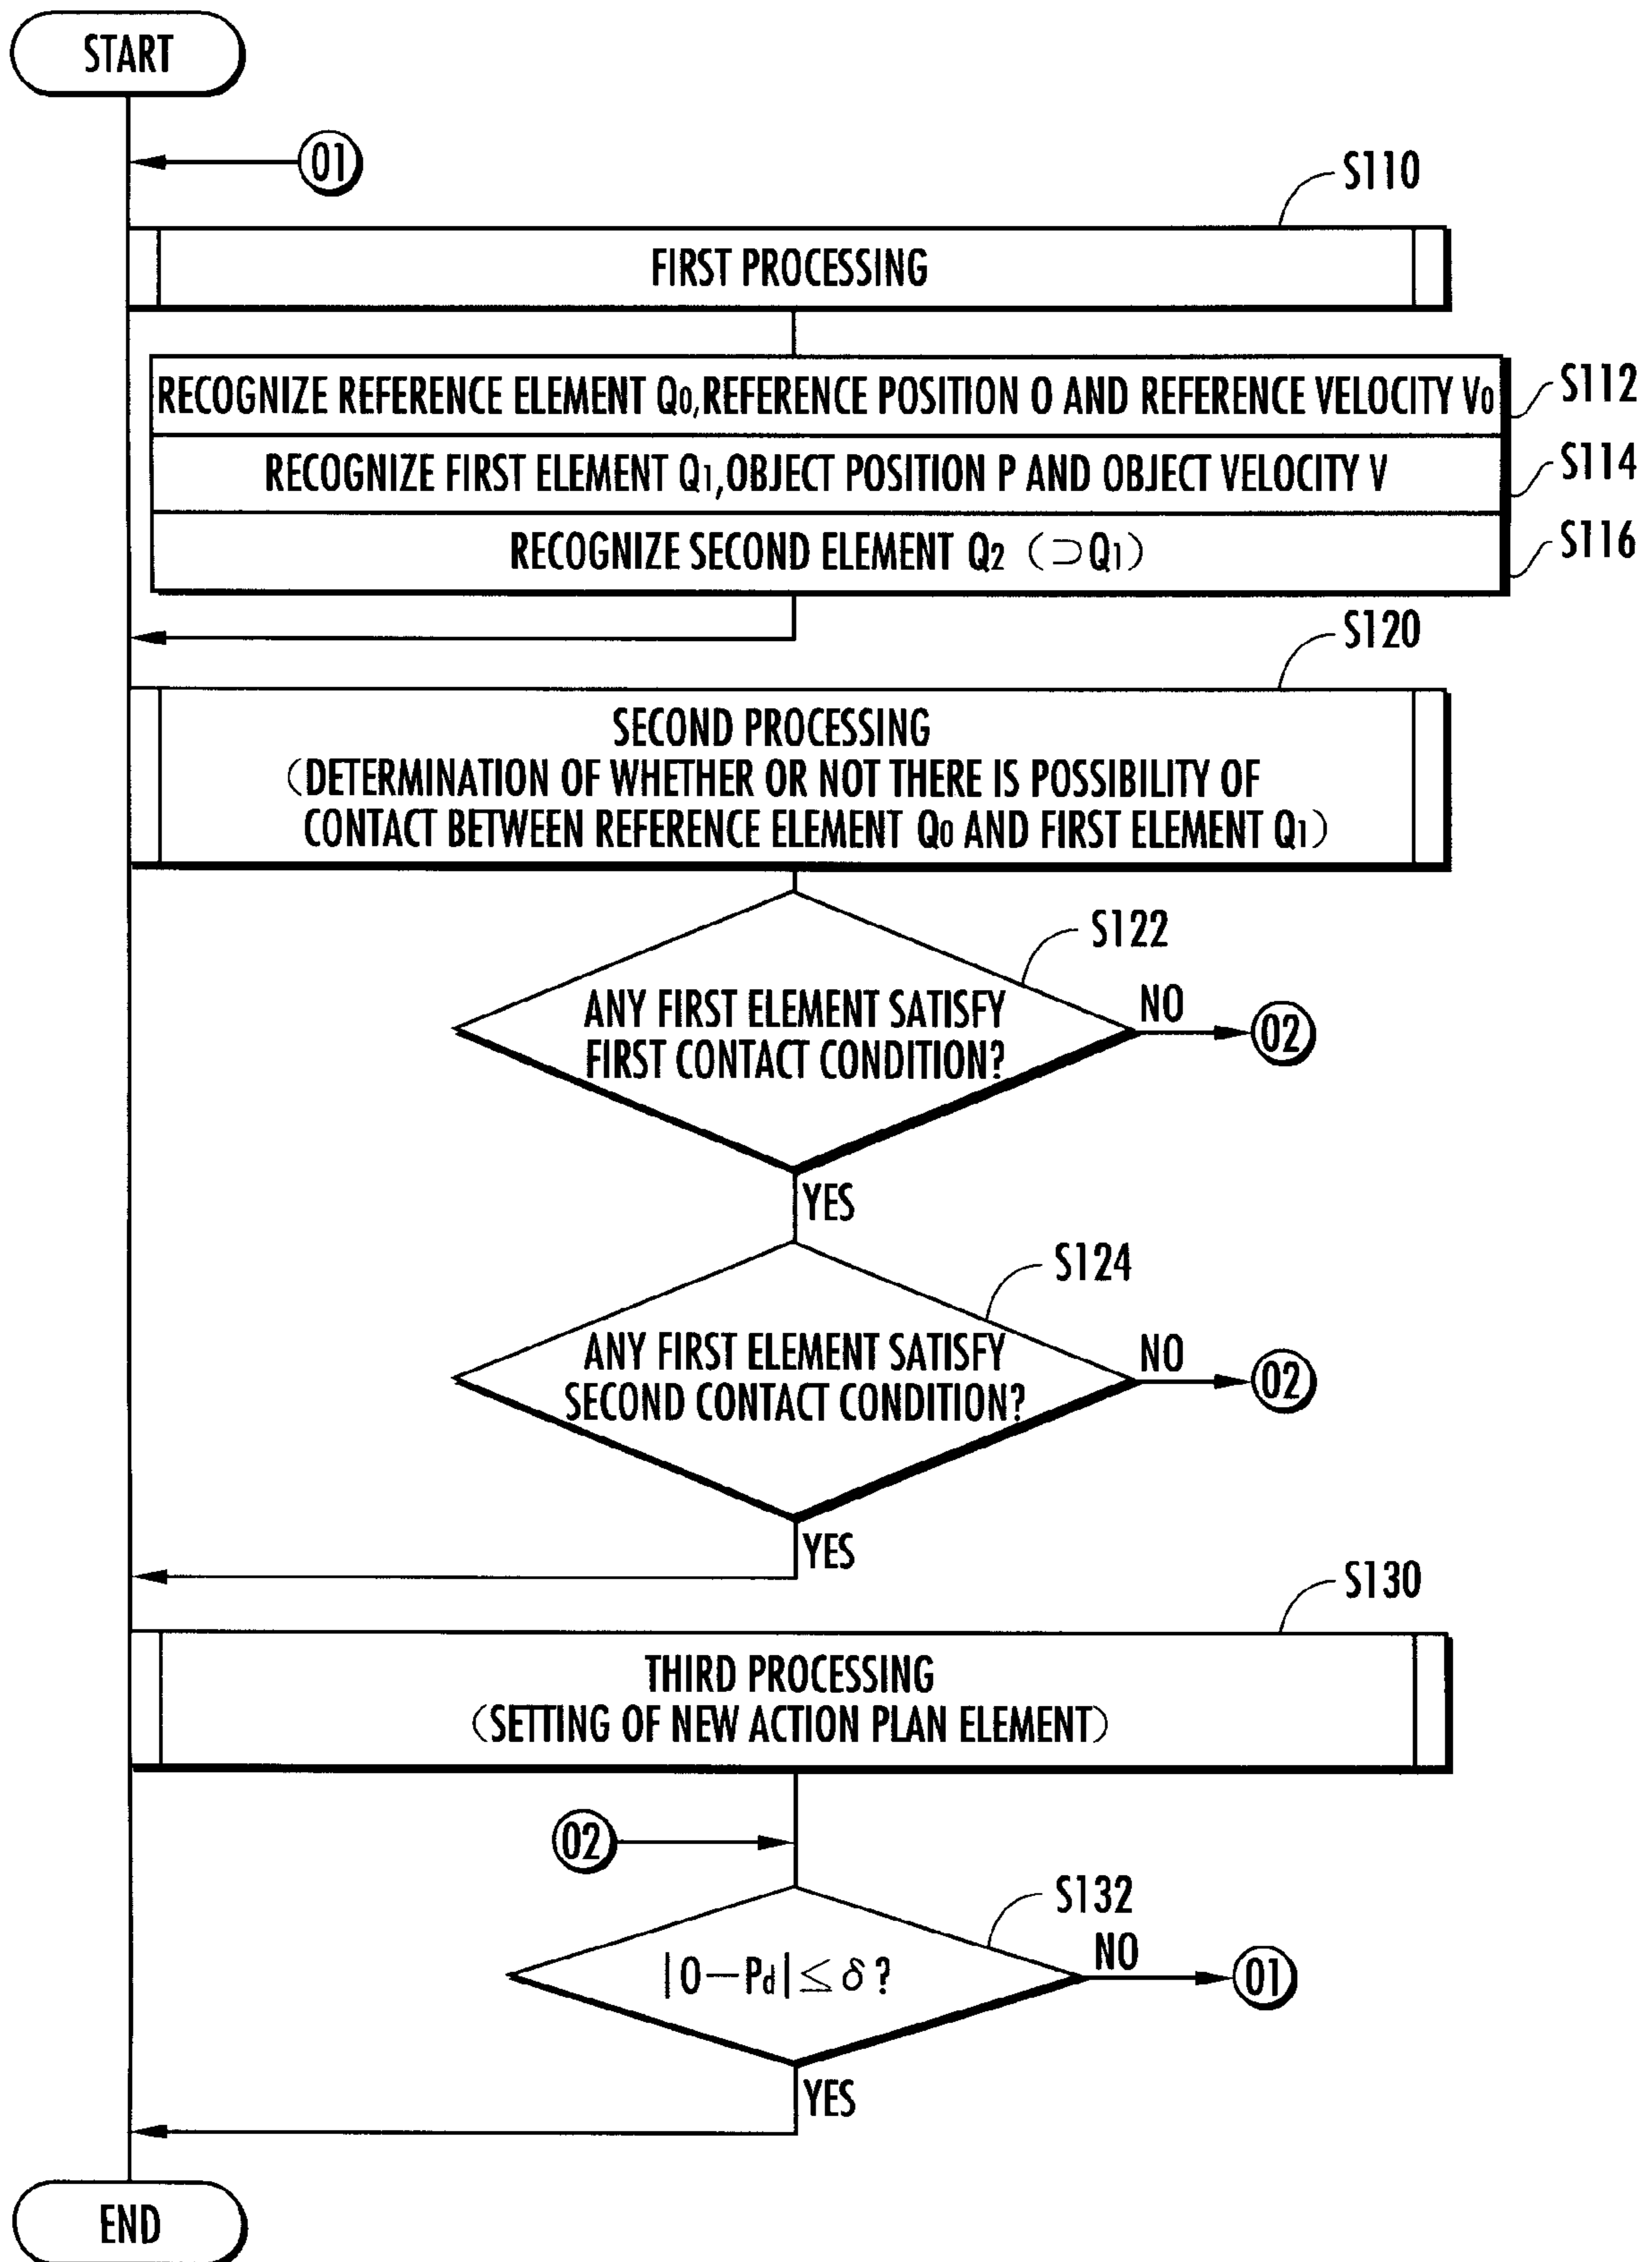 START
01
S110
FIRST PROCESSING
RECOGNIZE REFERENCE ELEMENT Q0, REFERENCE POSITION O AND REFERENCE VELOCITY V0
S112
RECOGNIZE FIRST ELEMENT Q1, OBJECT POSITION P AND OBJECT VELOCITY V
S114
RECOGNIZE SECOND ELEMENT Q2 (⊃Q1)
S116
S120
SECOND PROCESSING
(DETERMINATION OF WHETHER OR NOT THERE IS POSSIBILITY OF
CONTACT BETWEEN REFERENCE ELEMENT Q0 AND FIRST ELEMENT Q1)
S122
ANY FIRST ELEMENT SATISFY
FIRST CONTACT CONDITION?
NO
02
YES
S124
ANY FIRST ELEMENT SATISFY
SECOND CONTACT CONDITION?
NO
02
YES
S130
THIRD PROCESSING
(SETTING OF NEW ACTION PLAN ELEMENT)
02
S132
|O−Pd|≤δ?
NO
01
YES
END